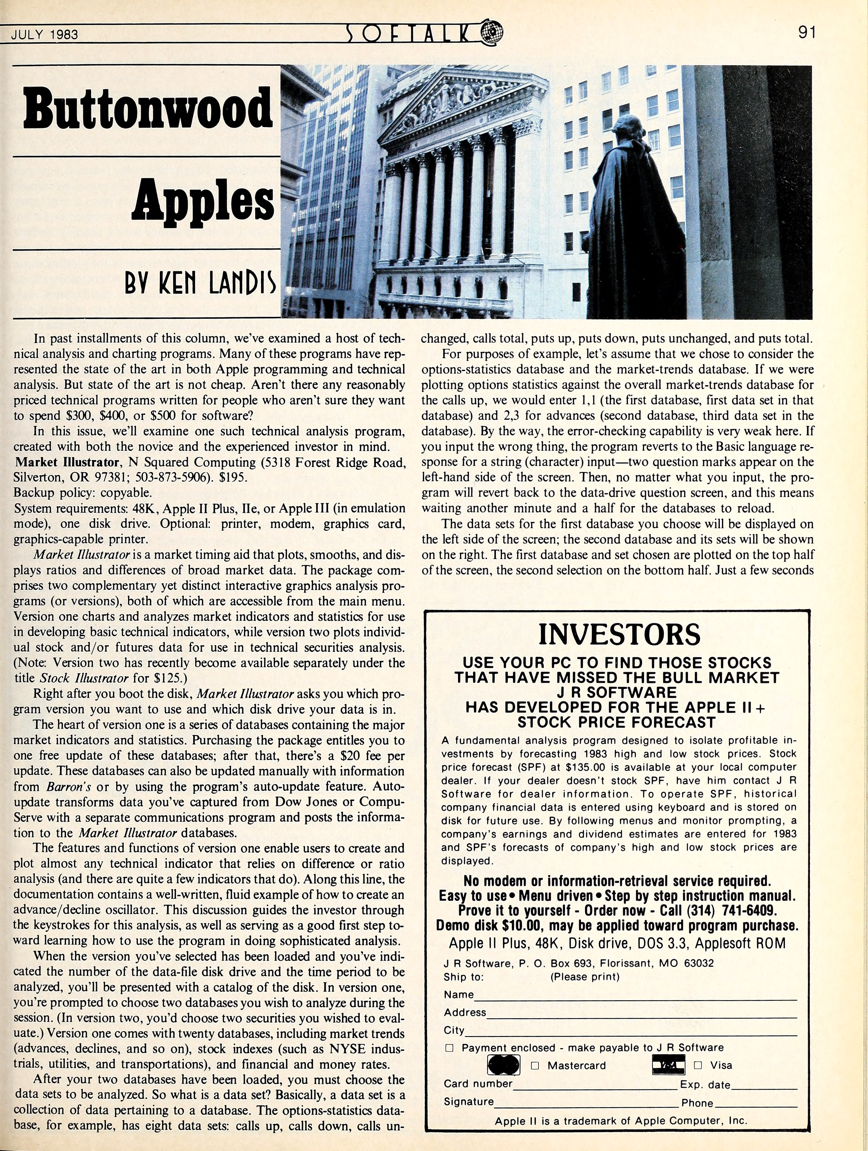 JULY 1983
SOFTALK
91
Buttonwood
Apples
BY KEN LANDIS
In past installments of this column, we've examined a host of tech-
nical analysis and charting programs. Many of these programs have rep-
resented the state of the art in both Apple programming and technical
analysis. But state of the art is not cheap. Aren't there any reasonably
priced technical programs written for people who aren't sure they want
to spend $300, $400, or $500 for software?
In this issue, we'll examine one such technical analysis program,
created with both the novice and the experienced investor in mind.
Market Illustrator, N Squared Computing (5318 Forest Ridge Road,
Silverton, OR 97381; 503-873-5906). $195.
Backup policy: copyable.
System requirements: 48K, Apple II Plus, IIe, or Apple III (in emulation
mode), one disk drive. Optional: printer, modem, graphics card,
graphics-capable printer.
Market Illustrator is a market timing aid that plots, smooths, and dis-
plays ratios and differences of broad market data. The package com-
prises two complementary yet distinct interactive graphics analysis pro-
grams (or versions), both of which are accessible from the main menu.
Version one charts and analyzes market indicators and statistics for use
in developing basic technical indicators, while version two plots individ-
ual stock and/or futures data for use in technical securities analysis.
(Note: Version two has recently become available separately under the
title Stock Illustrator for $125.)
Right after you boot the disk, Market Illustrator asks you which pro-
gram version you want to use and which disk drive your data is in.
The heart of version one is a series of databases containing the major
market indicators and statistics. Purchasing the package entitles you to
one free update of these databases; after that, there's a $20 fee per
update. These databases can also be updated manually with information
from Barron's or by using the program's auto-update feature. Auto-
update transforms data you've captured from Dow Jones or Compu-
Serve with a separate communications program and posts the informa-
tion to the Market Illustrator databases.
The features and functions of version one enable users to create and
plot almost any technical indicator that relies on difference or ratio
analysis (and there are quite a few indicators that do). Along this line, the
documentation contains a well-written, fluid example of how to create an
advance/decline oscillator. This discussion guides the investor through
the keystrokes for this analysis, as well as serving as a good first step to-
ward learning how to use the program in doing sophisticated analysis.
When the version you've selected has been loaded and you've indi-
cated the number of the data-file disk drive and the time period to be
analyzed, you'll be presented with a catalog of the disk. In version one,
you're prompted to choose two databases you wish to analyze during the
session. (In version two, you'd choose two securities you wished to eval-
uate.) Version one comes with twenty databases, including market trends
(advances, declines, and so on), stock indexes (such as NYSE indus-
trials, utilities, and transportations), and financial and money rates.
After your two databases have been loaded, you must choose the
data sets to be analyzed. So what is a data set? Basically, a data set is a
collection of data pertaining to a database. The options-statistics data-
base, for example, has eight data sets: calls up, calls down, calls un-
changed, calls total, puts up, puts down, puts unchanged, and puts total.
For purposes of example, let's assume that we chose to consider the
options-statistics database and the market-trends database. If we were
plotting options statistics against the overall market-trends database for
the calls up, we would enter 1,1 (the first database, first data set in that
database) and 2,3 for advances (second database, third data set in the
database). By the way, the error-checking capability is very weak here. If
you input the wrong thing, the program reverts to the Basic language re-
sponse for a string (character) input—two question marks appear on the
left-hand side of the screen. Then, no matter what you input, the pro-
gram will revert back to the data-drive question screen, and this means
waiting another minute and a half for the databases to reload.
The data sets for the first database you choose will be displayed on
the left side of the screen; the second database and its sets will be shown
on the right. The first database and set chosen are plotted on the top half
of the screen, the second selection on the bottom half. Just a few seconds
INVESTORS
USE YOUR PC TO FIND THOSE STOCKS
THAT HAVE MISSED THE BULL MARKET
J R SOFTWARE
HAS DEVELOPED FOR THE APPLE II +
STOCK PRICE FORECAST
A fundamental analysis program designed to isolate profitable in-
vestments by forecasting 1983 high and low stock prices. Stock
price forecast (SPF) at $135.00 is available at your local computer
dealer. If your dealer doesn't stock SPF, have him contact J R
Software for dealer information. To operate SPF, historical
company financial data is entered using keyboard and is stored on
disk for future use. By following menus and monitor prompting, a
company's earnings and dividend estimates are entered for 1983
and SPF's forecasts of company's high and low stock prices are
displayed.
No modem or information-retrieval service required.
Easy to use • Menu driven • Step by step instruction manual.
Prove it to yourself - Order now - Call (314) 741-6409.
Demo disk $10.00, may be applied toward program purchase.
Apple II Plus, 48K, Disk drive, DOS 3.3, Applesoft ROM
J R Software, P. O. Box 693, Florissant, MO 63032
Ship to: (Please print)
Name
Address
City
☐ Payment enclosed - make payable to J R Software
☐ Mastercard ☐ Visa
Card number Exp. date
Signature Phone
Apple II is a trademark of Apple Computer, Inc.